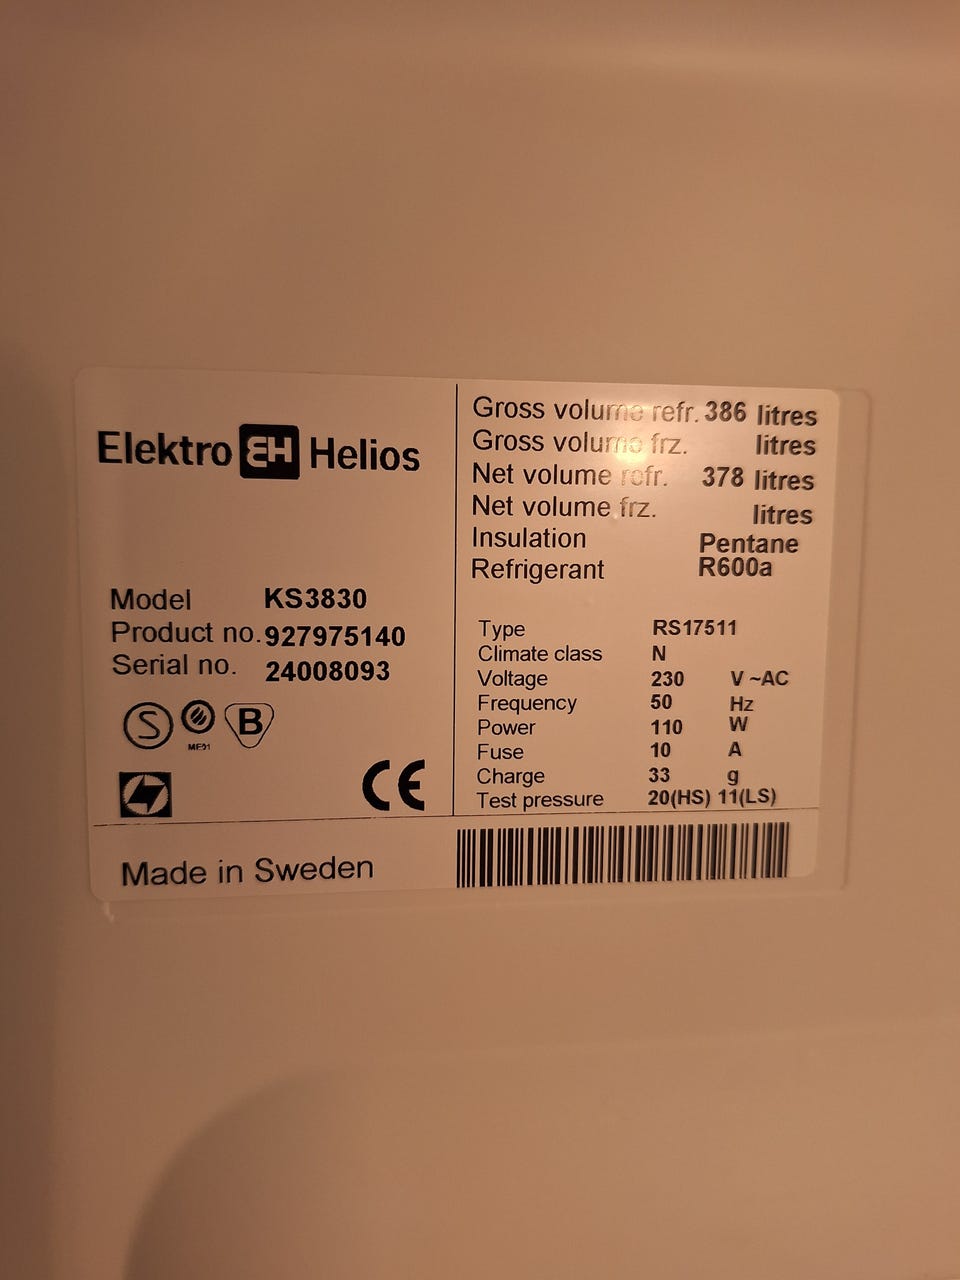 Elektro EH Helios
Model KS3830
Product no. 927975140
Serial no. 24008093
S B
CE
Made in Sweden
Gross volume refr. 386 litres
Gross volume frz. litres
Net volume refr. 378 litres
Net volume frz. litres
Insulation Pentane
Refrigerant R600a
Type RS17511
Climate class N
Voltage 230 V ~AC
Frequency 50 Hz
Power 110 W
Fuse 10 A
Charge 33 g
Test pressure 20(HS) 11(LS)